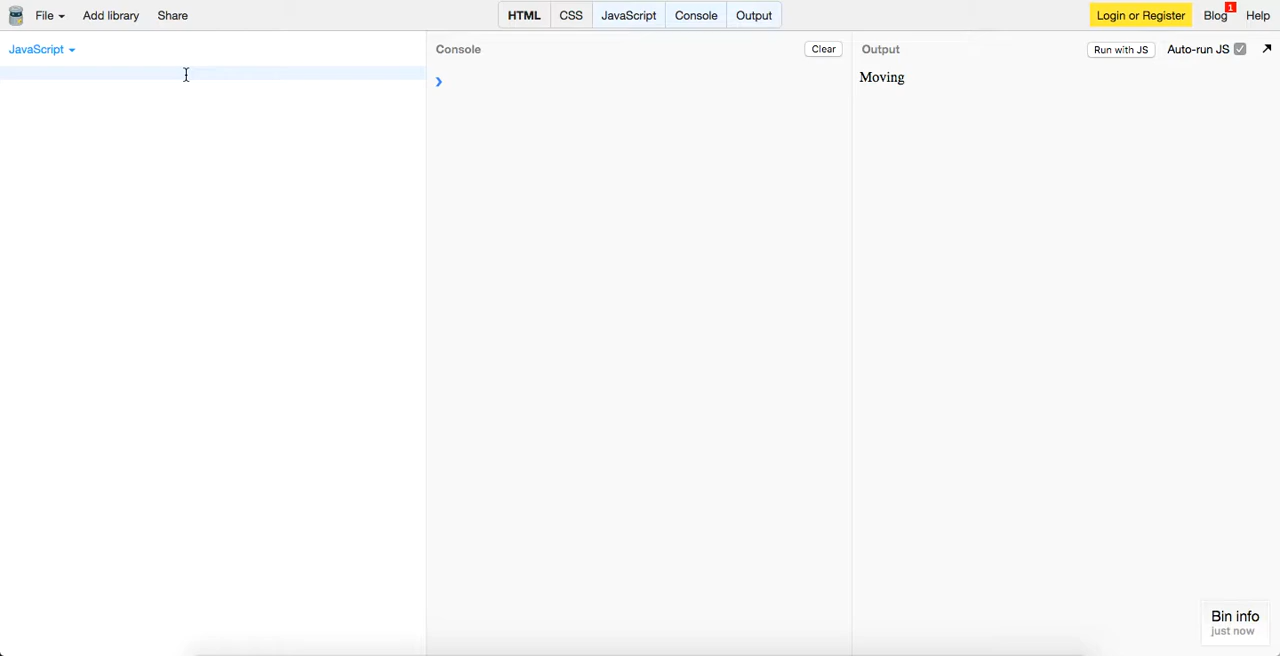 File Add library Share HTML CSS JavaScript Console Output Login or Register Blog 1 Help
JavaScript Console Clear Output Run with JS Auto-run JS
Moving
Bin info
just now